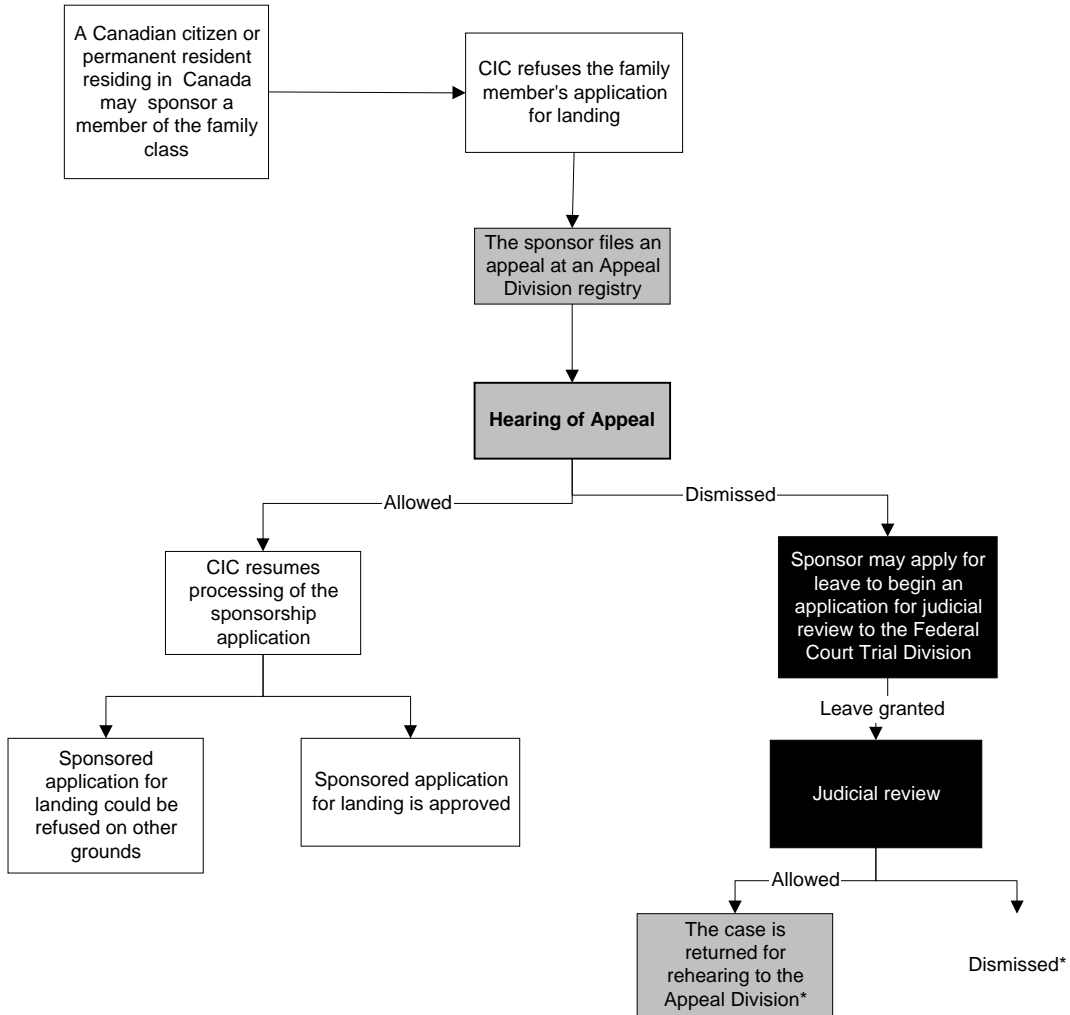 A Canadian citizen or
permanent resident
residing in Canada
may sponsor a
member of the family
class
CIC refuses the family
member's application
for landing
The sponsor files an
appeal at an Appeal
Division registry
Hearing of Appeal
Allowed
Dismissed
CIC resumes
processing of the
sponsorship
application
Sponsor may apply for
leave to begin an
application for judicial
review to the Federal
Court Trial Division
Leave granted
Sponsored
application for
landing could be
refused on other
grounds
Sponsored application
for landing is approved
Judicial review
Allowed
The case is
returned for
rehearing to the
Appeal Division*
Dismissed*